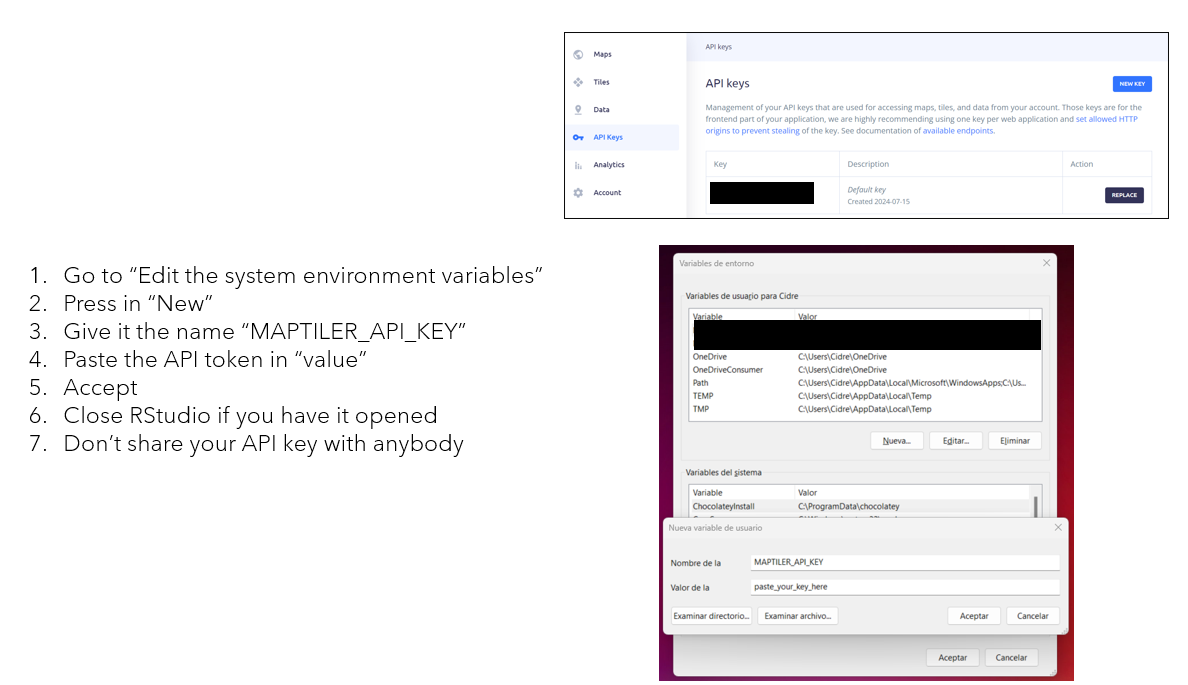 Maps
Tiles
Data
API Keys
Analytics
Account
API keys
API keys
NEW KEY
Management of your API keys that are used for accessing maps, tiles, and data from your account. Those keys are for the
frontend part of your application, we are highly recommending using one key per web application and set allowed HTTP
origins to prevent stealing of the key. See documentation of available endpoints.
Key Description Action
Default key
Created 2024-07-15
REPLACE
1. Go to “Edit the system environment variables”
2. Press in “New”
3. Give it the name “MAPTILER_API_KEY”
4. Paste the API token in “value”
5. Accept
6. Close RStudio if you have it opened
7. Don’t share your API key with anybody
Variables de entorno
Variables de usuario para Cidre
Variable Valor
OneDrive C:\Users\Cidre\OneDrive
OneDriveConsumer C:\Users\Cidre\OneDrive
Path C:\Users\Cidre\AppData\Local\Microsoft\WindowsApps;C:\Us...
TEMP C:\Users\Cidre\AppData\Local\Temp
TMP C:\Users\Cidre\AppData\Local\Temp
Nueva... Editar... Eliminar
Variables del sistema
Variable Valor
ChocolateyInstall C:\ProgramData\chocolatey
Nueva variable de usuario
Nombre de la MAPTILER_API_KEY
Valor de la paste_your_key_here
Examinar directorio... Examinar archivo... Aceptar Cancelar
Aceptar Cancelar